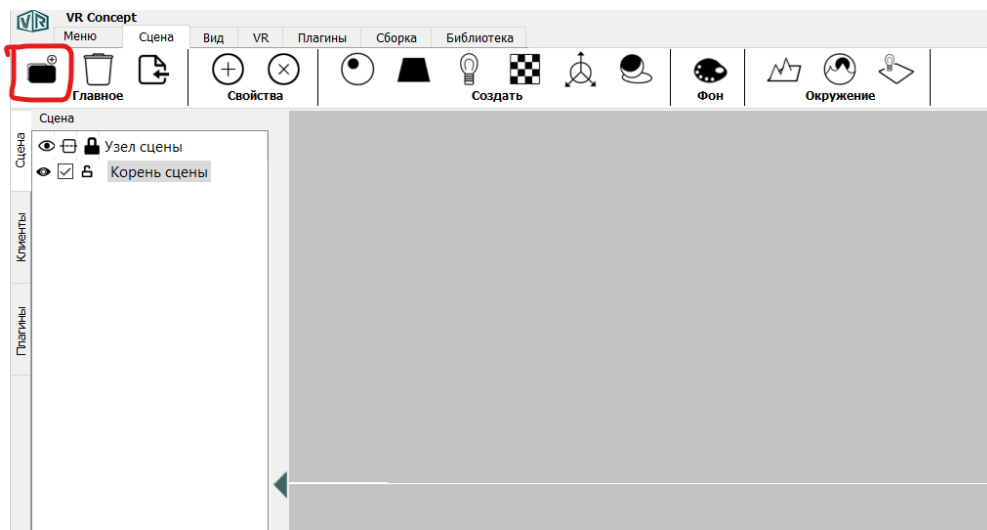 VR VR Concept
Меню Сцена Вид VR Плагины Сборка Библиотека
Главное Свойства Создать Фон Окружение
Сцена
Узел сцены
Корень сцены
Сцена
Клиенты
Плагины